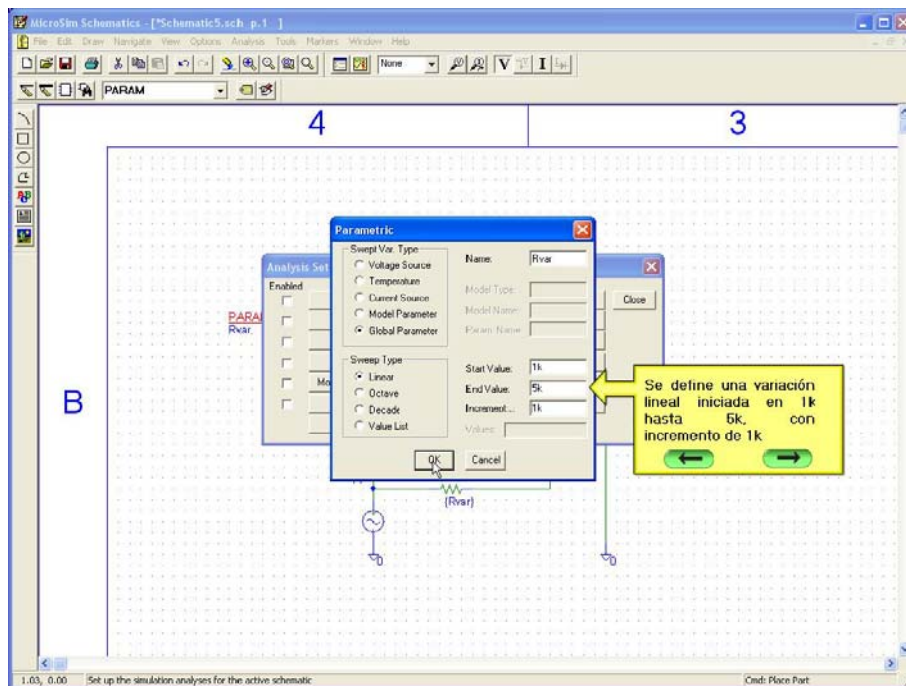 MicroSim Schematics - [*Schematic5.sch p.1 ]
File Edit Draw Navigate View Options Analysis Tools Markers Window Help
None
V
I
PARAM
4
3
B
Parametric
Swept Var. Type
Voltage Source
Temperature
Current Source
Model Parameter
Global Parameter
Name:
Rvar
Model Type:
Model Name:
Param. Name:
Sweep Type
Linear
Octave
Decade
Value List
Start Value:
1k
End Value:
5k
Increment:
1k
Values:
OK
Cancel
Analysis Set
Enabled
Close
Mo
PARA
Rvar
Se define una variación
lineal iniciada en 1k
hasta 5k, con
incremento de 1k
(Rvar)
0
0
1.03, 0.00
Set up the simulation analyses for the active schematic
Cmd: Place Part